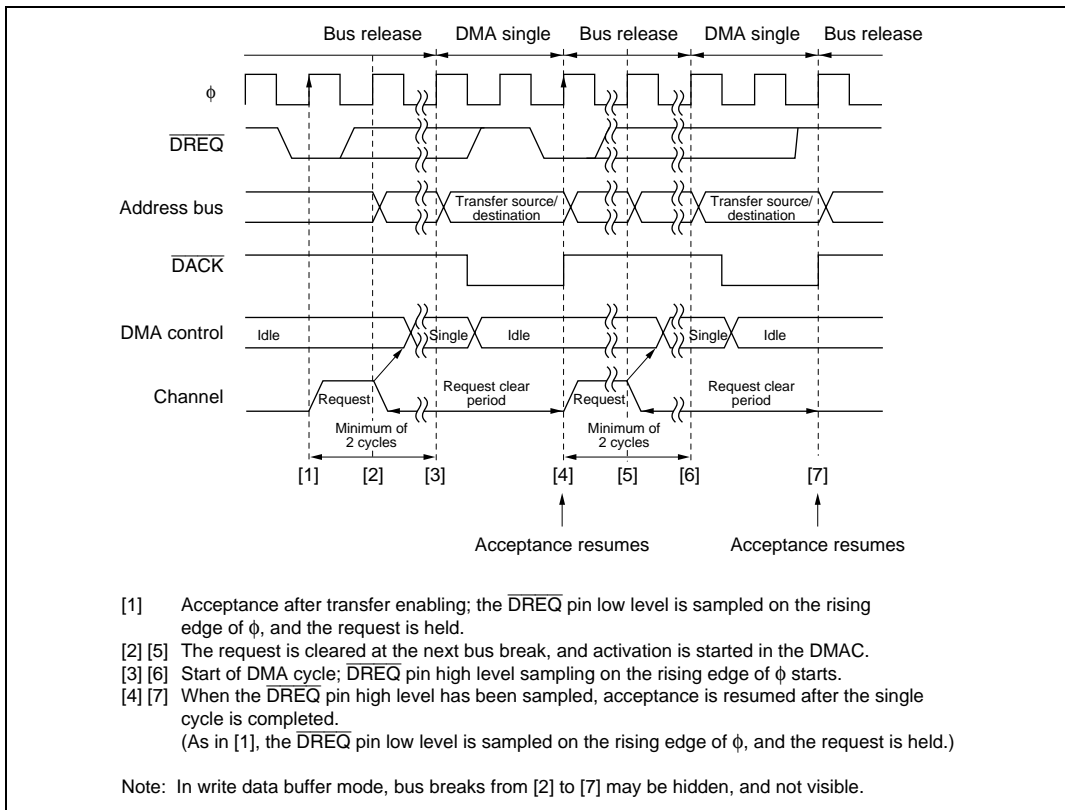 Bus release DMA single Bus release DMA single Bus release
ϕ
DREQ
Address bus Transfer source/ Transfer source/
destination destination
DACK
DMA control Idle Single Idle Single Idle
Channel Request Request clear Request Request clear
period period
Minimum of Minimum of
2 cycles 2 cycles
[1] [2] [3] [4] [5] [6] [7]
Acceptance resumes Acceptance resumes
[1] Acceptance after transfer enabling; the DREQ pin low level is sampled on the rising
edge of ϕ, and the request is held.
[2] [5] The request is cleared at the next bus break, and activation is started in the DMAC.
[3] [6] Start of DMA cycle; DREQ pin high level sampling on the rising edge of ϕ starts.
[4] [7] When the DREQ pin high level has been sampled, acceptance is resumed after the single
cycle is completed.
(As in [1], the DREQ pin low level is sampled on the rising edge of ϕ, and the request is held.)
Note: In write data buffer mode, bus breaks from [2] to [7] may be hidden, and not visible.